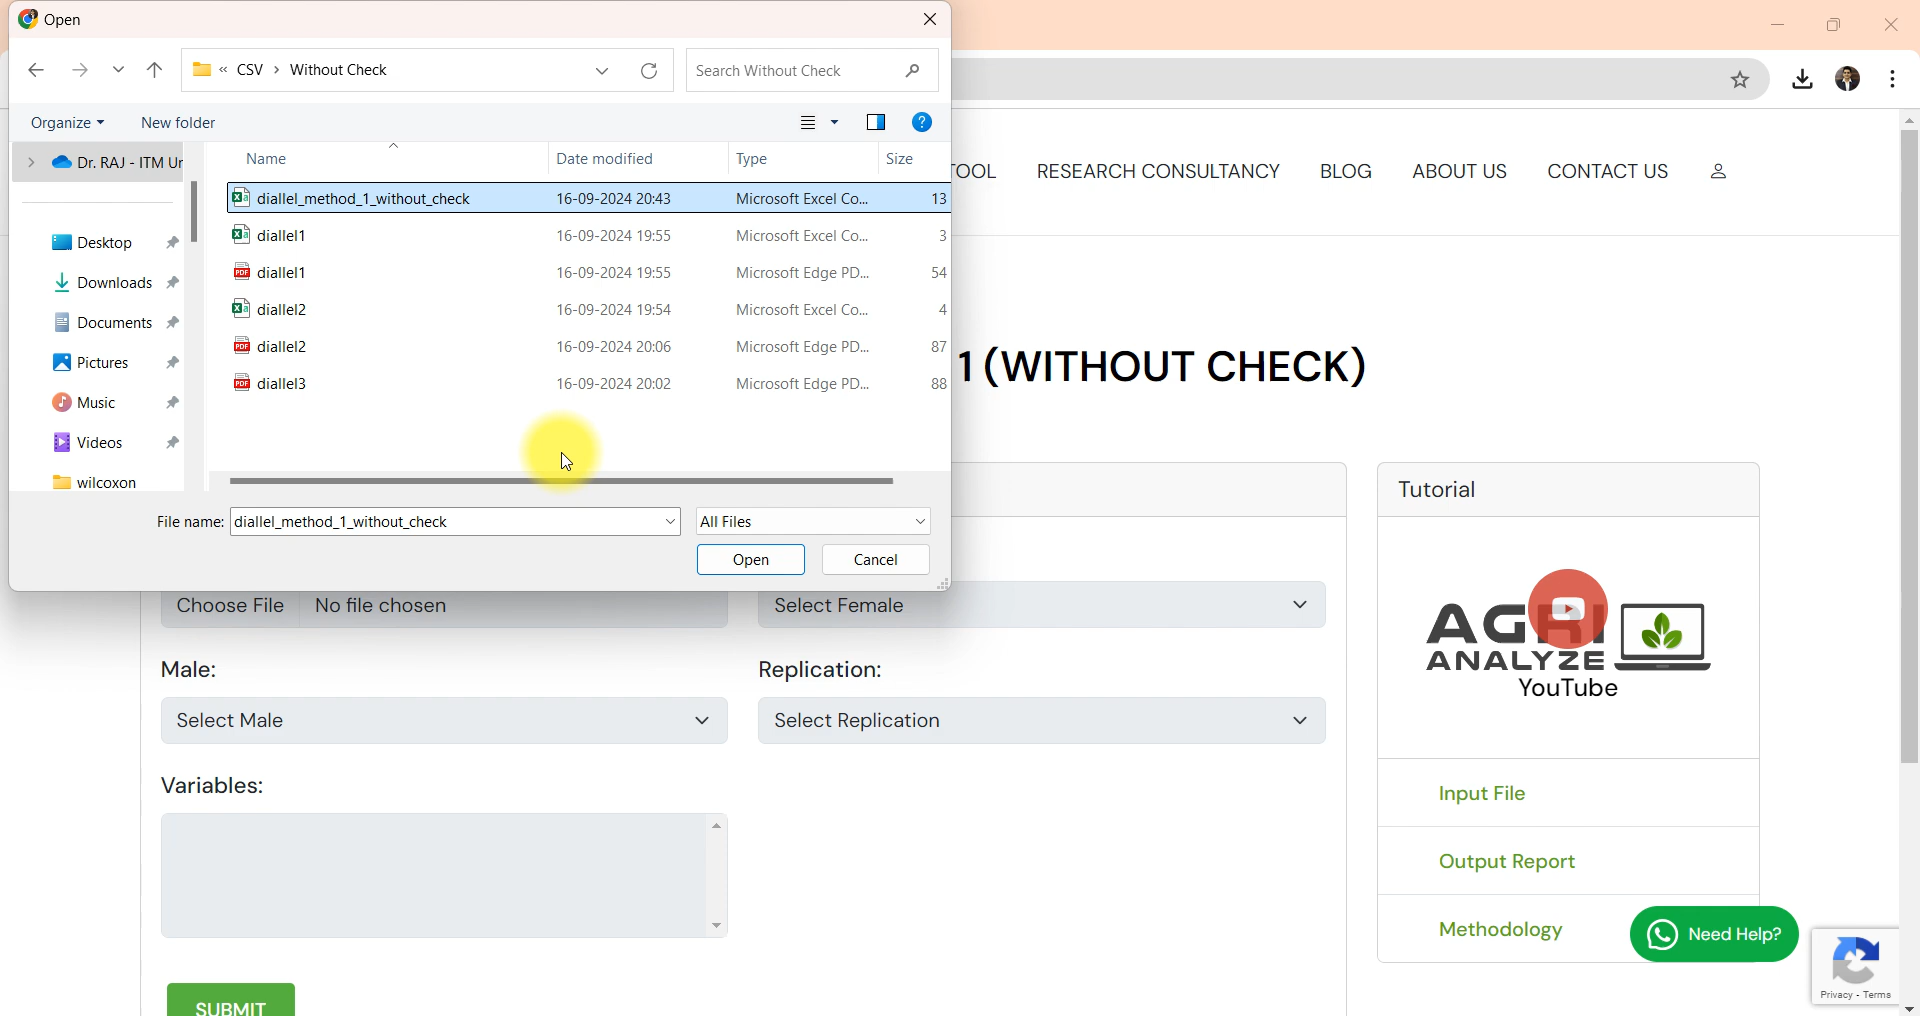 Open
« CSV › Without Check
Search Without Check
Organize
New folder
Dr. RAJ - ITM Ur
Desktop
Downloads
Documents
Pictures
Music
Videos
wilcoxon
Name Date modified Type Size
diallel_method_1_without_check 16-09-2024 20:43 Microsoft Excel Co... 13
diallel1 16-09-2024 19:55 Microsoft Excel Co... 3
diallel1 16-09-2024 19:55 Microsoft Edge PD... 54
diallel2 16-09-2024 19:54 Microsoft Excel Co... 4
diallel2 16-09-2024 20:06 Microsoft Edge PD... 87
diallel3 16-09-2024 20:02 Microsoft Edge PD... 88
File name: diallel_method_1_without_check All Files
Open Cancel
TOOL RESEARCH CONSULTANCY BLOG ABOUT US CONTACT US
1 (WITHOUT CHECK)
Choose File No file chosen
Select Female
Male:
Select Male
Replication:
Select Replication
Variables:
SUBMIT
Tutorial
AGRI
ANALYZE
YouTube
Input File
Output Report
Methodology
Need Help?
Privacy - Terms